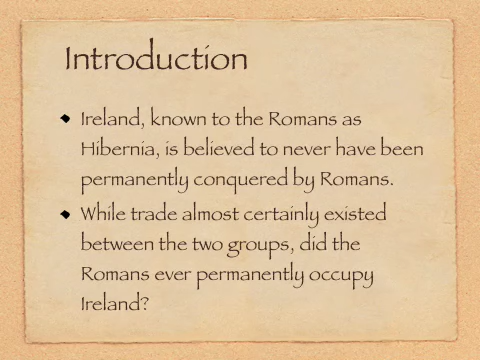 Introduction
Ireland, known to the Romans as
Hibernia, is believed to never have been
permanently conquered by Romans.
While trade almost certainly existed
between the two groups, did the
Romans ever permanently occupy
Ireland?